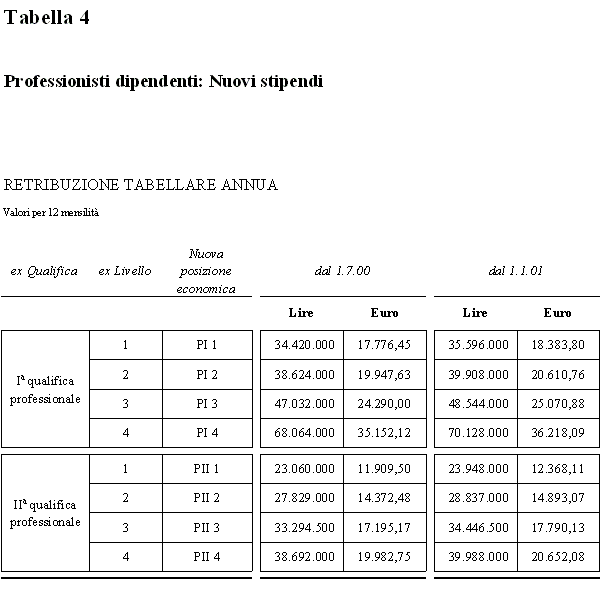 Tabella 4
Professionisti dipendenti: Nuovi stipendi
RETRIBUZIONE TABELLARE ANNUA
Valori per 12 mensilità
ex Qualifica ex Livello Nuova posizione economica dal 1.7.00 dal 1.1.01
Lire Euro Lire Euro
Iª qualifica professionale
1 PI 1 34.420.000 17.776,45 35.596.000 18.383,80
2 PI 2 38.624.000 19.947,63 39.908.000 20.610,76
3 PI 3 47.032.000 24.290,00 48.544.000 25.070,88
4 PI 4 68.064.000 35.152,12 70.128.000 36.218,09
IIª qualifica professionale
1 PII 1 23.060.000 11.909,50 23.948.000 12.368,11
2 PII 2 27.829.000 14.372,48 28.837.000 14.893,07
3 PII 3 33.294.500 17.195,17 34.446.500 17.790,13
4 PII 4 38.692.000 19.982,75 39.988.000 20.652,08